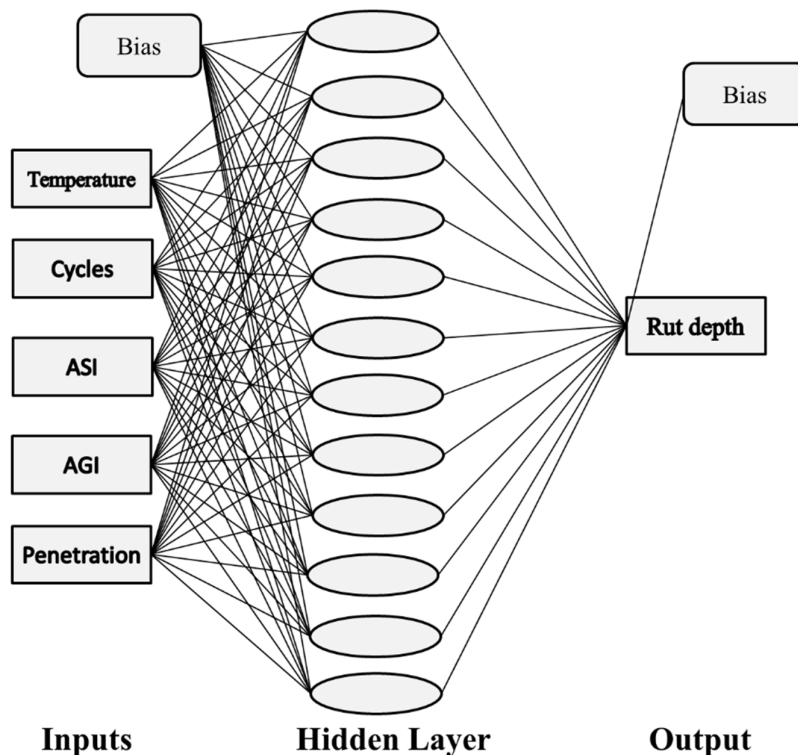 Bias
Bias
Temperature
Cycles
Rut depth
ASI
AGI
Penetration
Inputs Hidden Layer Output